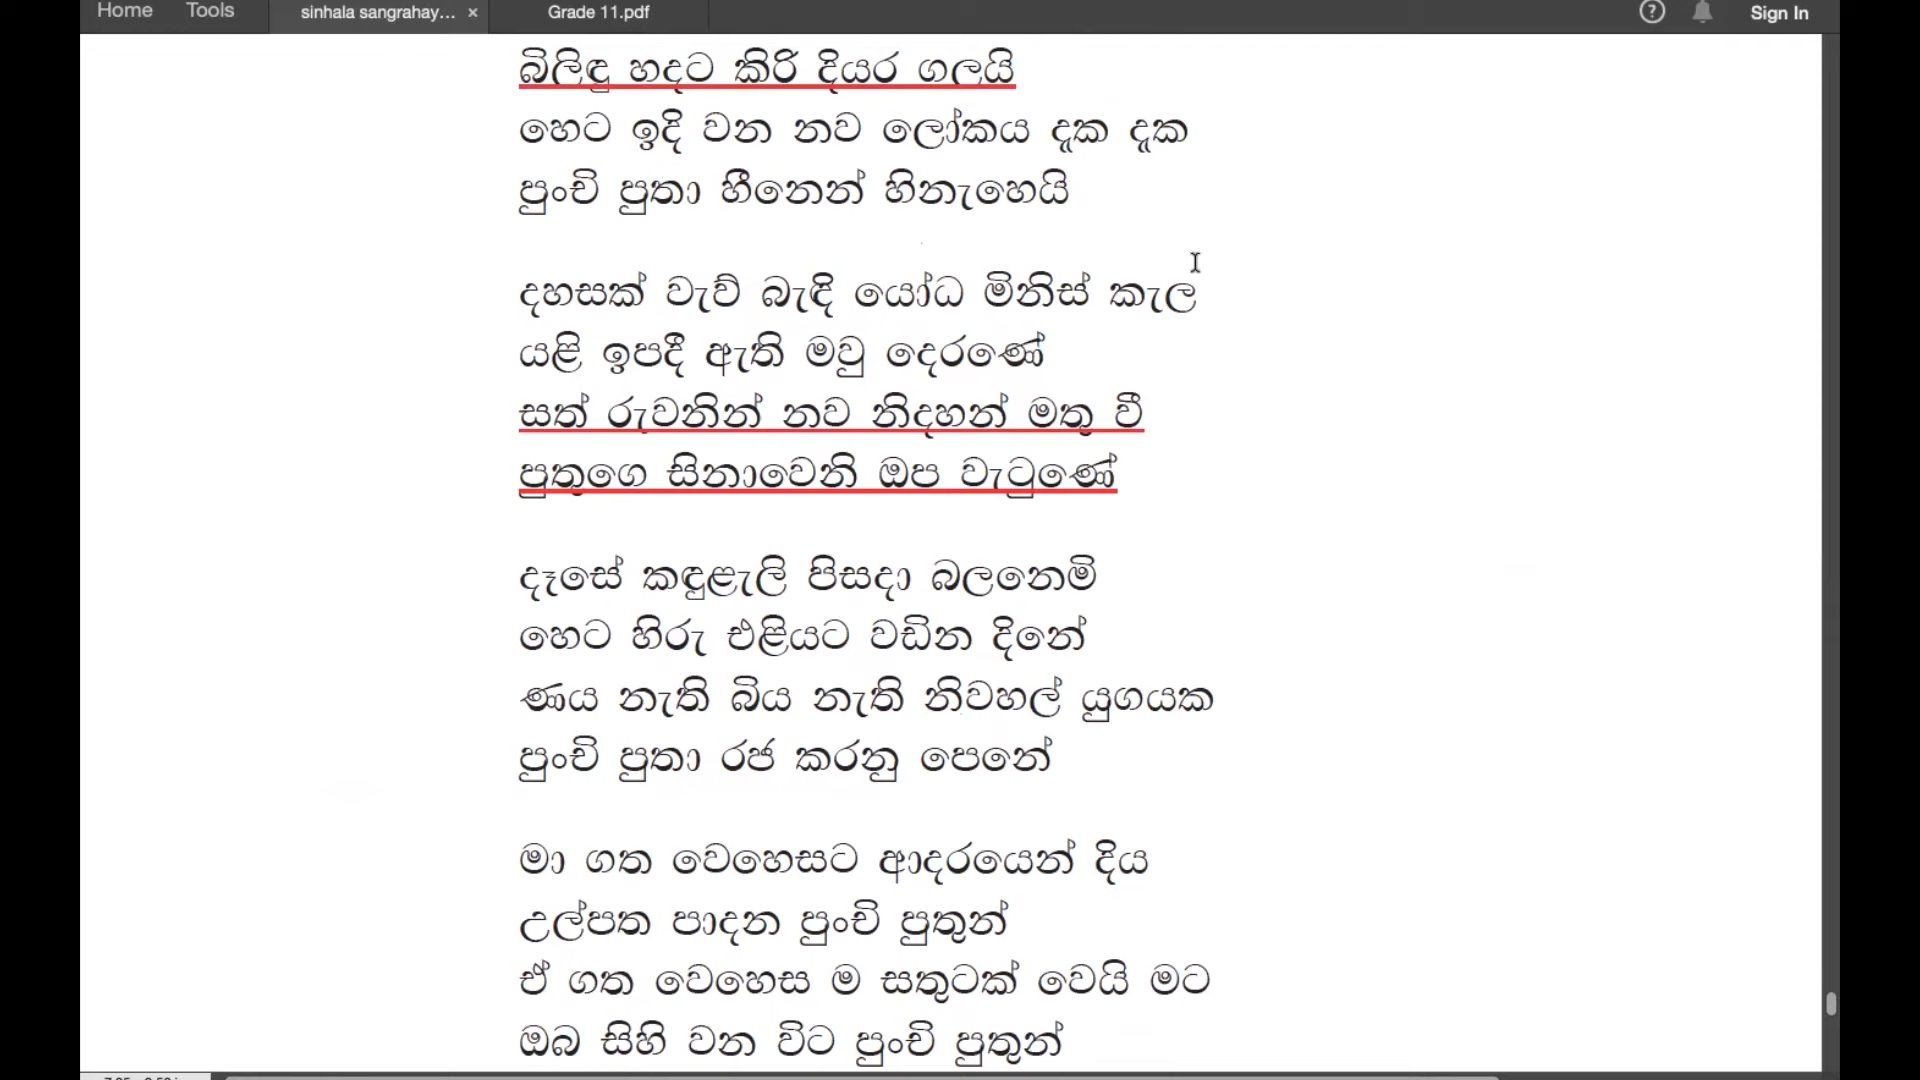 Home Tools sinhala sangrahay... × Grade 11.pdf ? Sign In
බිලිඳු හදට කිරි දියර ගලයි
හෙට ඉදි වන නව ලෝකය දැක දැක
පුංචි පුතා හීනෙන් හිනැහෙයි
දහසක් වැව් බැඳි යෝධ මිනිස් කැල
යළි ඉපදී ඇති මවු දෙරණේ
සත් රුවනින් නව නිදහන් මතු වී
පුතුගෙ සිනාවෙනි ඔප වැටුණේ
දෑසේ කඳුළැලි පිසදා බලනෙමි
හෙට හිරු එළියට වඩින දිනේ
ණය නැති බිය නැති නිවහල් යුගයක
පුංචි පුතා රජ කරනු පෙනේ
මා ගත වෙහෙසට ආදරයෙන් දිය
උල්පත පාදන පුංචි පුතුන්
ඒ ගත වෙහෙස ම සතුටක් වෙයි මට
ඔබ සිහි වන විට පුංචි පුතුන්